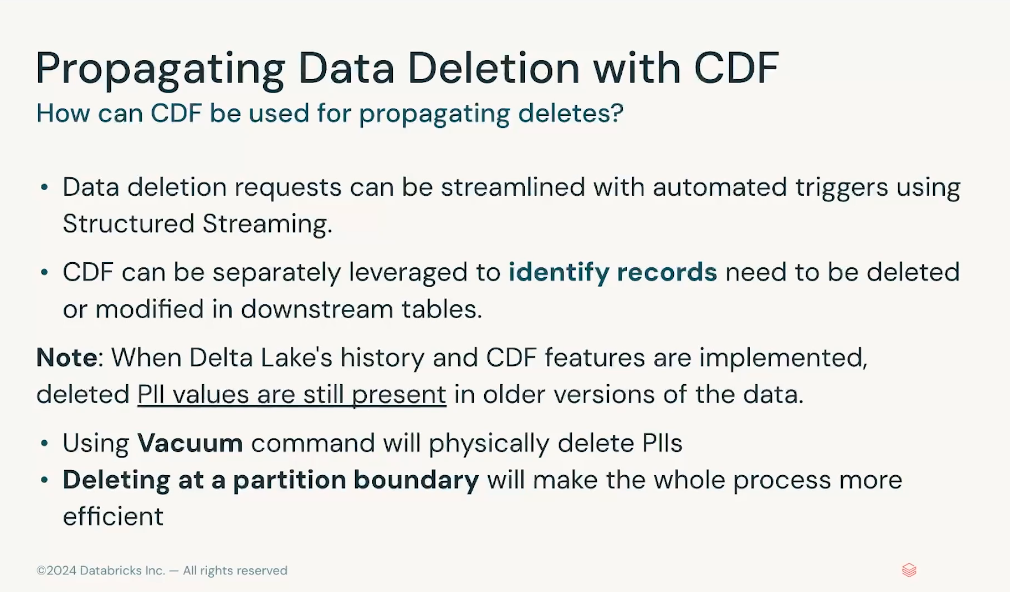 Propagating Data Deletion with CDF
How can CDF be used for propagating deletes?
• Data deletion requests can be streamlined with automated triggers using
Structured Streaming.
• CDF can be separately leveraged to identify records need to be deleted
or modified in downstream tables.
Note: When Delta Lake's history and CDF features are implemented,
deleted PII values are still present in older versions of the data.
• Using Vacuum command will physically delete PIIs
• Deleting at a partition boundary will make the whole process more
efficient
©2024 Databricks Inc. — All rights reserved